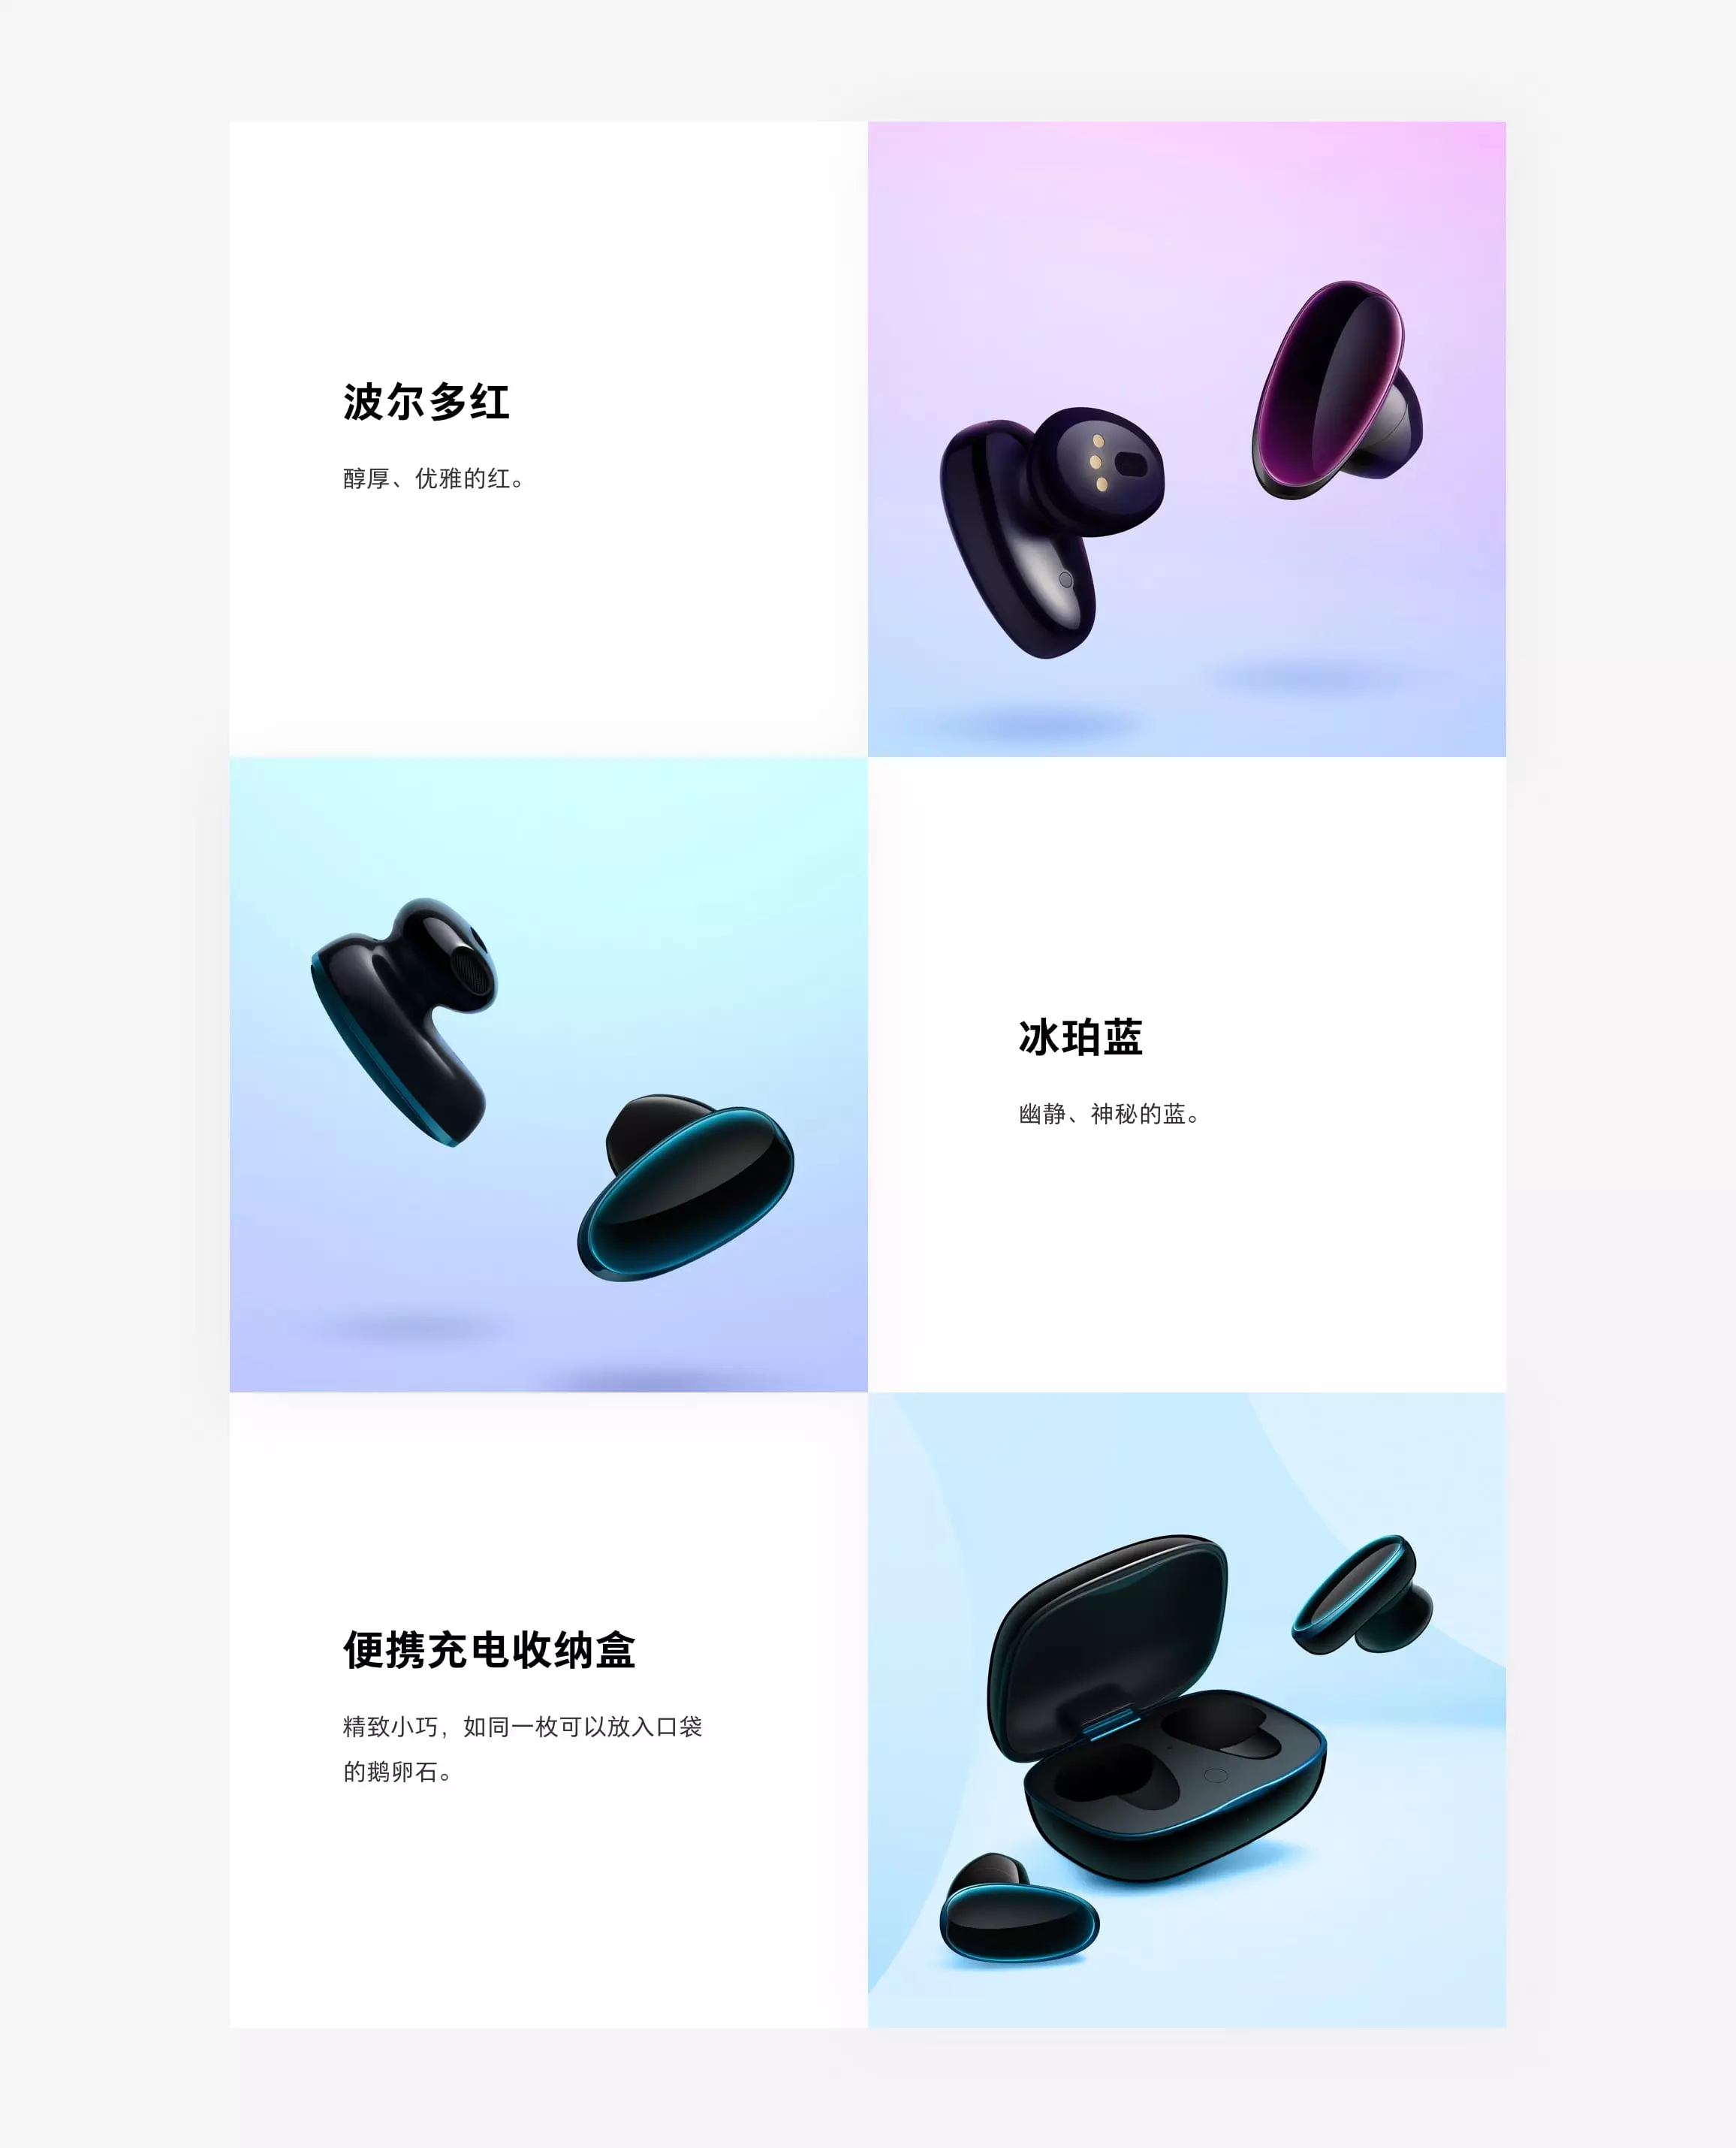 波尔多红
醇厚、优雅的红。
冰珀蓝
幽静、神秘的蓝。
便携充电收纳盒
精致小巧，如同一枚可以放入口袋
的鹅卵石。